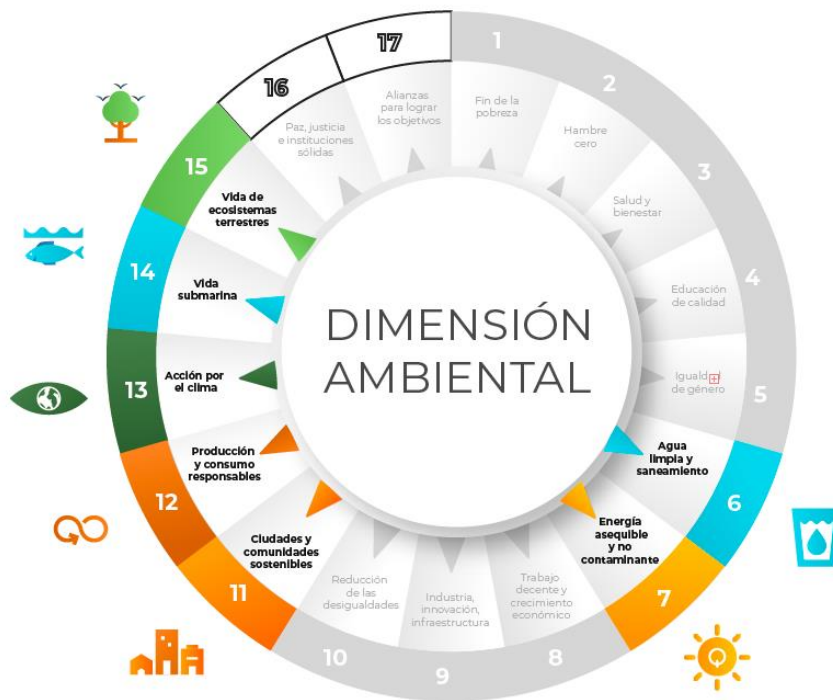 DIMENSIÓN
AMBIENTAL
1
Fin de la
pobreza
2
Hambre
cero
3
Salud y
bienestar
4
Educación
de calidad
5
de género
6
Agua
limpia y
saneamiento
7
Energía
asequible
y no
contaminante
8
Trabajo
decente y
crecimiento
económico
9
Industria,
innovación,
infraestructura
10
Reducción
de las
desigualdades
11
Ciudades y
comunidades
sostenibles
12
Producción
y consumo
responsables
13
Acción por
el clima
14
Vida
submarina
15
Vida de
ecosistemas
terrestres
16
Paz, justicia
e instituciones
sólidas
17
Alianzas
para lograr
los objetivos